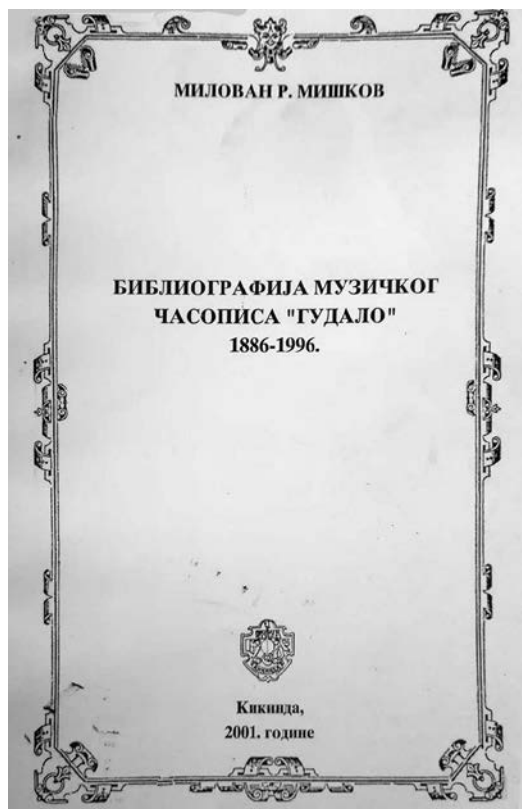 МИЛОВАН Р. МИШКОВ
БИБЛИОГРАФИЈА МУЗИЧКОГ
ЧАСОПИСА "ГУДАЛО"
1886-1996.
Кикинда,
2001. године